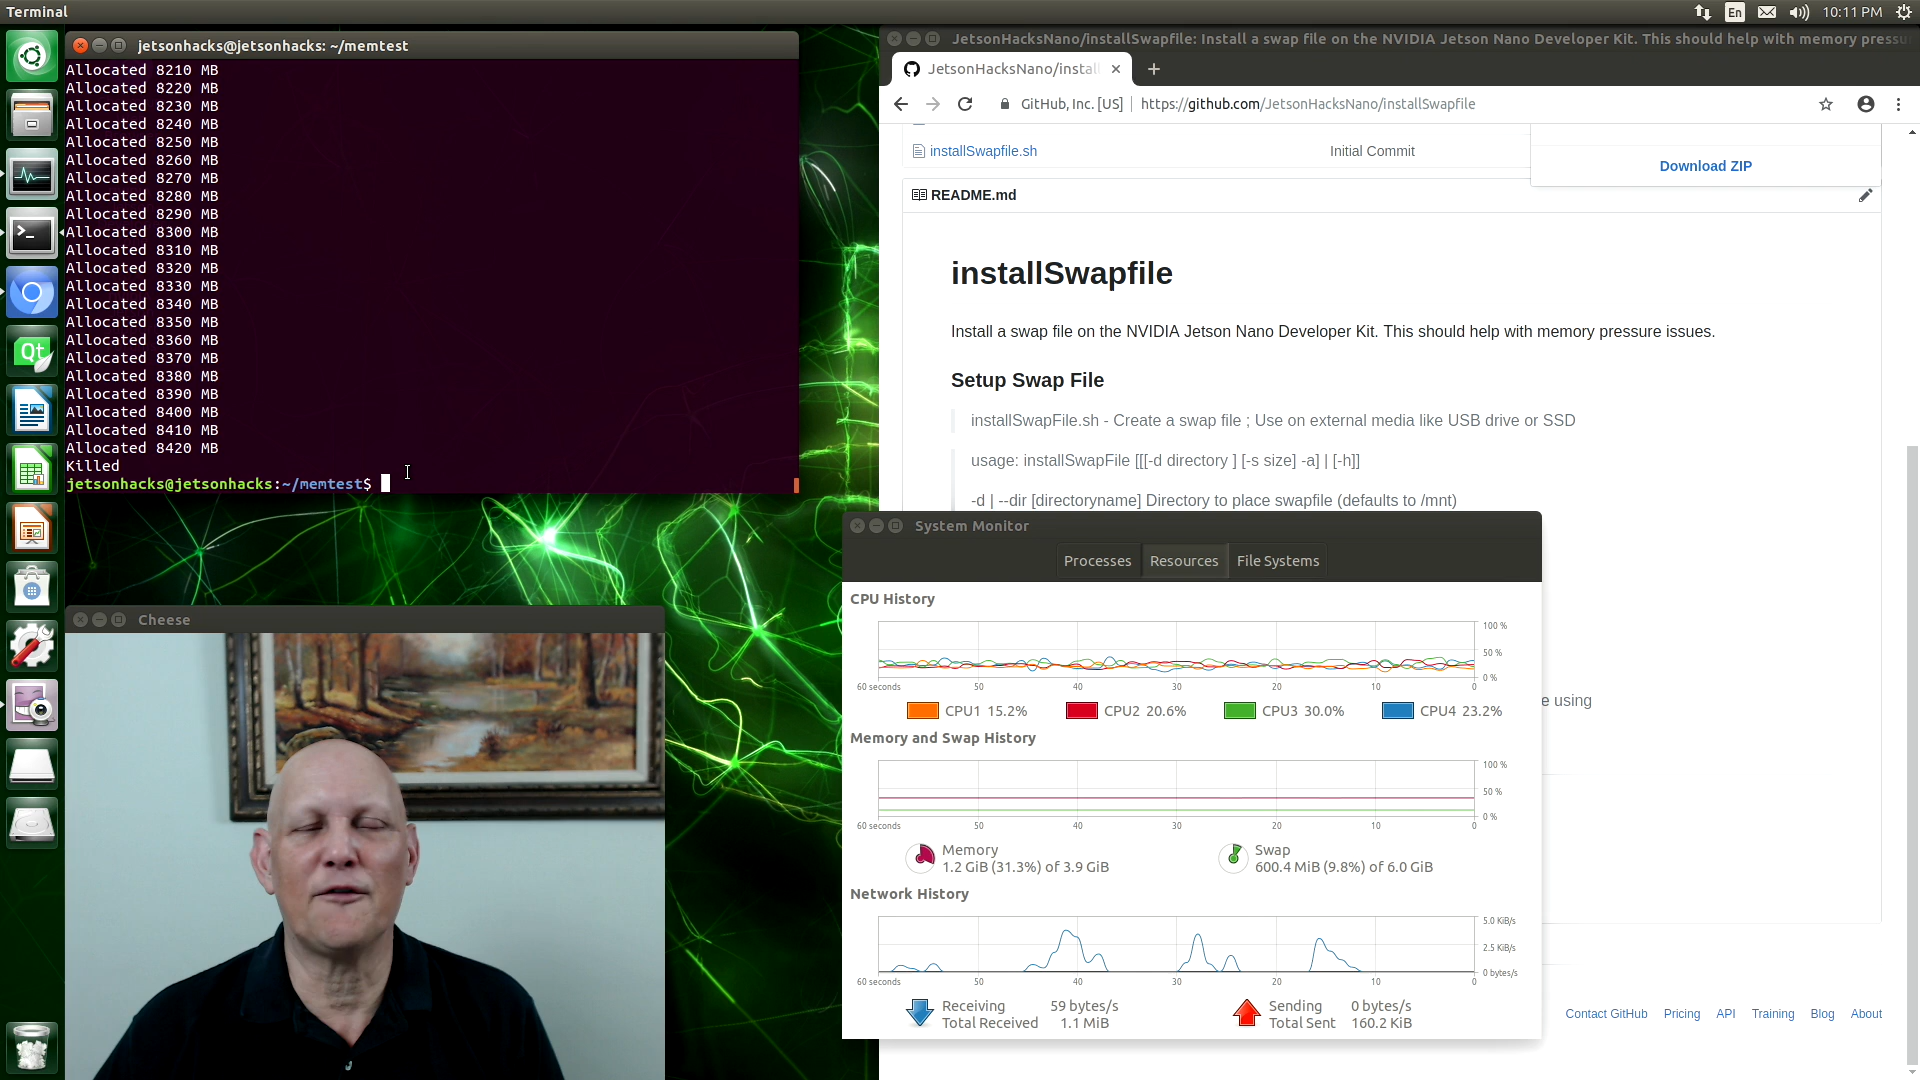 Terminal
En
10:11 PM
jetsonhacks@jetsonhacks: ~/memtest
Allocated 8210 MB
Allocated 8220 MB
Allocated 8230 MB
Allocated 8240 MB
Allocated 8250 MB
Allocated 8260 MB
Allocated 8270 MB
Allocated 8280 MB
Allocated 8290 MB
Allocated 8300 MB
Allocated 8310 MB
Allocated 8320 MB
Allocated 8330 MB
Allocated 8340 MB
Allocated 8350 MB
Allocated 8360 MB
Allocated 8370 MB
Allocated 8380 MB
Allocated 8390 MB
Allocated 8400 MB
Allocated 8410 MB
Allocated 8420 MB
Killed
jetsonhacks@jetsonhacks:~/memtest$
JetsonHacksNano/installSwapfile: Install a swap file on the NVIDIA Jetson Nano Developer Kit. This should help with memory pressu
JetsonHacksNano/instal
GitHub, Inc. [US]
https://github.com/JetsonHacksNano/installSwapfile
installSwapfile.sh
Initial Commit
Download ZIP
README.md
installSwapfile
Install a swap file on the NVIDIA Jetson Nano Developer Kit. This should help with memory pressure issues.
Setup Swap File
installSwapFile.sh - Create a swap file ; Use on external media like USB drive or SSD
usage: installSwapFile [[[-d directory ] [-s size] -a] | [-h]]
-d | --dir [directoryname] Directory to place swapfile (defaults to /mnt)
e using
Contact GitHub Pricing API Training Blog About
System Monitor
Processes Resources File Systems
CPU History
100 %
50 %
0 %
60 seconds 50 40 30 20 10 0
CPU1 15.2% CPU2 20.6% CPU3 30.0% CPU4 23.2%
Memory and Swap History
100 %
50 %
0 %
60 seconds 50 40 30 20 10 0
Memory
1.2 GiB (31.3%) of 3.9 GiB
Swap
600.4 MiB (9.8%) of 6.0 GiB
Network History
5.0 KiB/s
2.5 KiB/s
0 bytes/s
60 seconds 50 40 30 20 10 0
Receiving 59 bytes/s
Total Received 1.1 MiB
Sending 0 bytes/s
Total Sent 160.2 KiB
Cheese
Qt